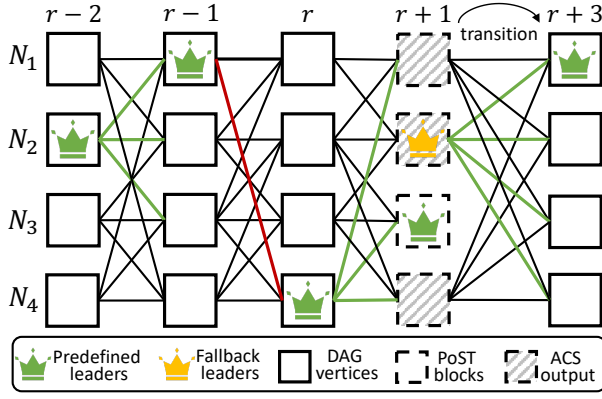 r − 2 r − 1 r r + 1 r + 3
transition
N1
N2
N3
N4
Predefined leaders
Fallback leaders
DAG vertices
PoST blocks
ACS output